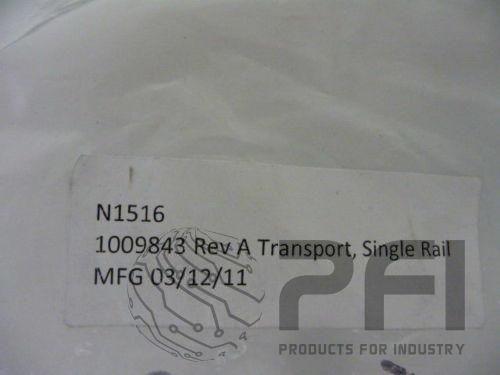 N1516
1009843 Rev A Transport, Single Rail
MFG 03/12/11
PFI
PRODUCTS FOR INDUSTRY